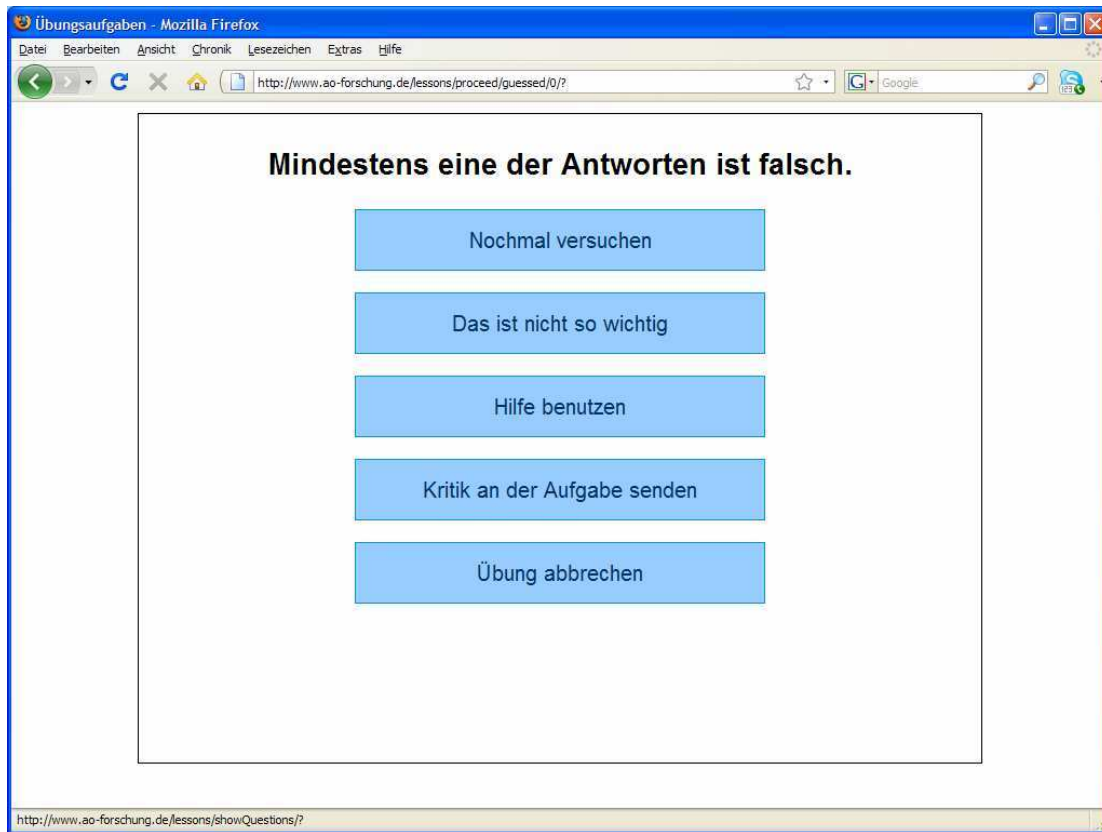 Übungsaufgaben - Mozilla Firefox
Datei Bearbeiten Ansicht Chronik Lesezeichen Extras Hilfe
http://www.ao-forschung.de/lessons/proceed/guessed/0/? G Google 123
Mindestens eine der Antworten ist falsch.
Nochmal versuchen
Das ist nicht so wichtig
Hilfe benutzen
Kritik an der Aufgabe senden
Übung abbrechen
http://www.ao-forschung.de/lessons/showQuestions/?